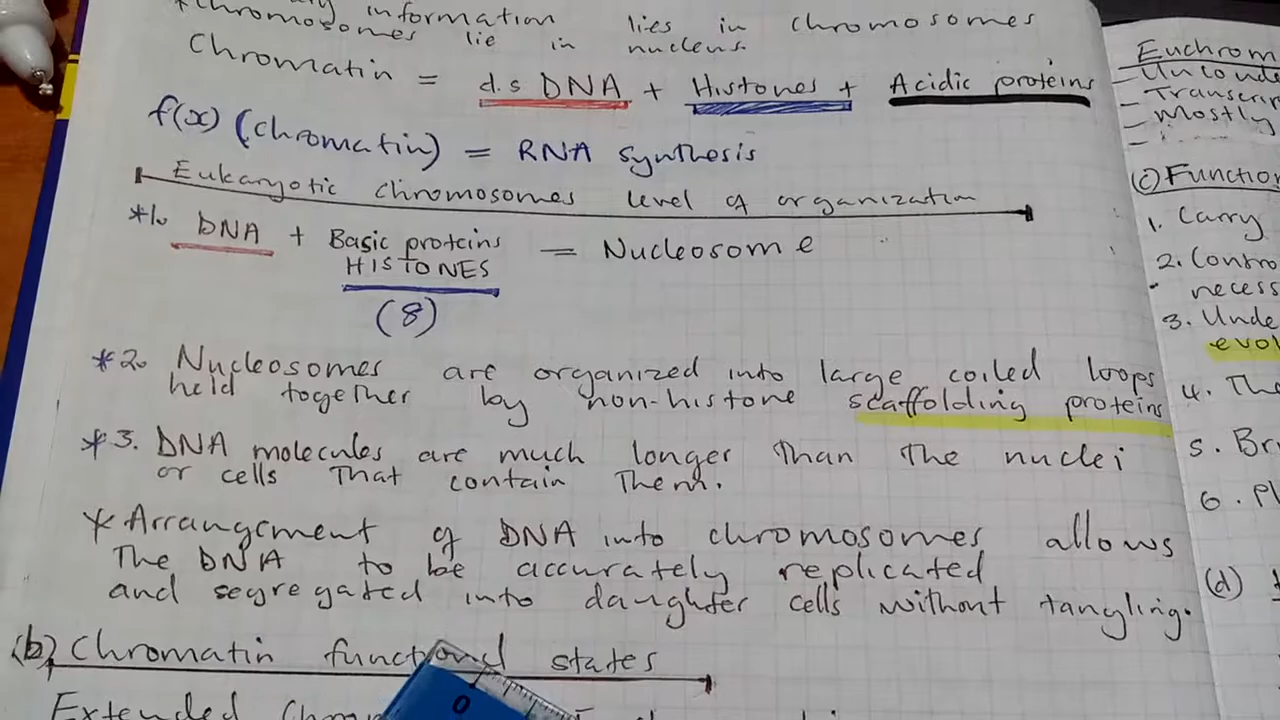 information lies in chromosomes
*chromosomes lie in nucleus.
Chromatin = d.s DNA + Histones + Acidic proteins
f(x) (chromatin) = RNA synthesis
Eukaryotic chromosomes level of organization
*1. DNA + Basic proteins = Nucleosome
HISTONES
(8)
*2. Nucleosomes are organized into large coiled loops
held together by non-histone scaffolding proteins
*3. DNA molecules are much longer than the nuclei
or cells that contain them.
* Arrangement of DNA into chromosomes allows
the DNA to be accurately replicated
and segregated into daughter cells without tangling.
(b) Chromatin functional states
Extended
Euchrom
- Transcr
- Mostly
(c) Function
1. Carry
2. Contro
necess
3. Unde
evol
4. The
5. Br
6. Pl
(d)
0